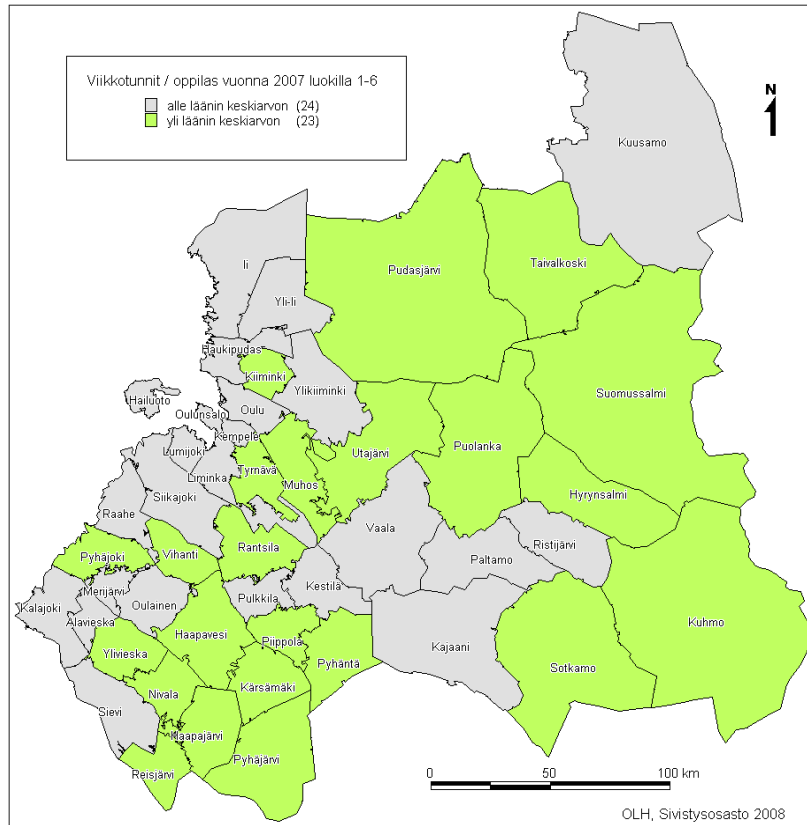 Viikkotunnit / oppilas vuonna 2007 luokilla 1-6
alle läänin keskiarvon (24)
yli läänin keskiarvon (23)
N
Kuusamo
Taivalkoski
Pudasjärvi
Ii
Yli-Ii
Haukipudas
Kiiminki
Ylikiiminki
Suomussalmi
Hailuoto
Oulunsalo
Oulu
Kempele
Utajärvi
Puolanka
Lumijoki
Liminka
Tyrnävä
Muhos
Siikajoki
Hyrynsalmi
Raahe
Vaala
Pyhäjoki
Vihanti
Rantsila
Paltamo
Ristijärvi
Merijärvi
Oulainen
Pulkkila
Kestilä
Kalajoki
Alavieska
Haapavesi
Kajaani
Kuhmo
Ylivieska
Piippola
Pyhäntä
Sotkamo
Nivala
Kärsämäki
Sievi
Haapajärvi
Pyhäjärvi
Reisjärvi
0 50 100 km
OLH, Sivistysosasto 2008